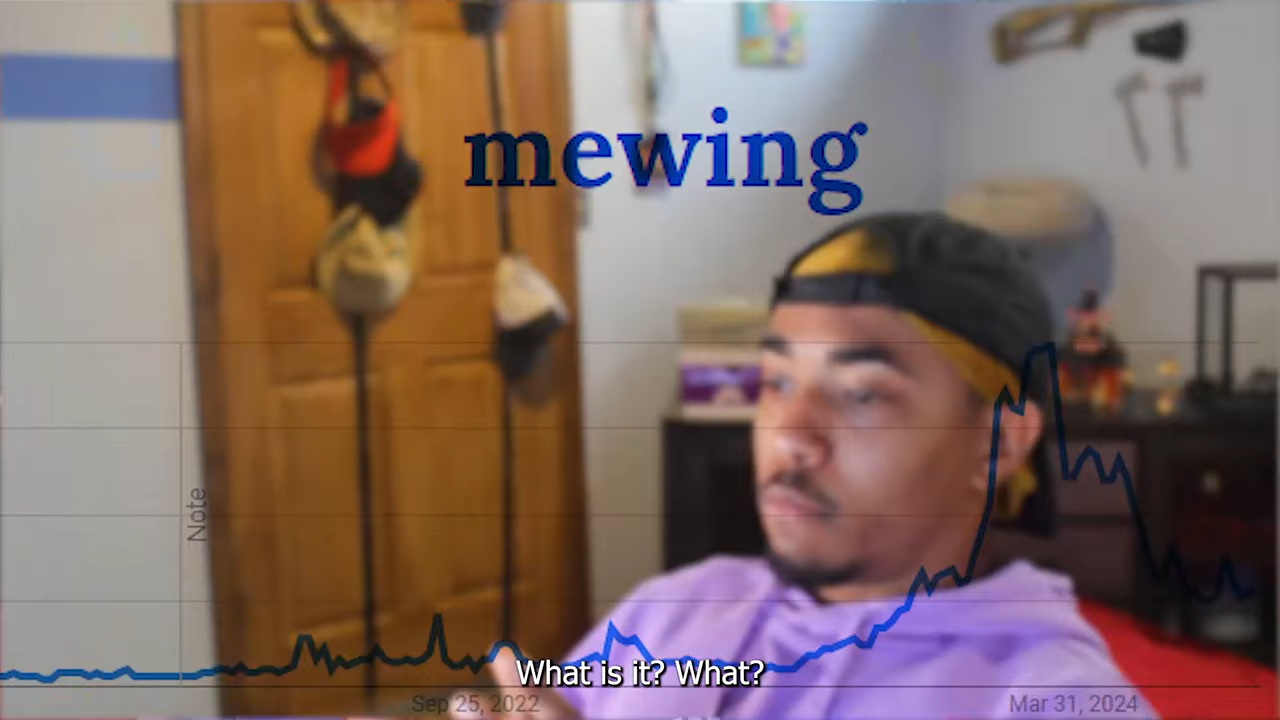 mewing
Note
What is it? What?
Sep 25, 2022
Mar 31, 2024